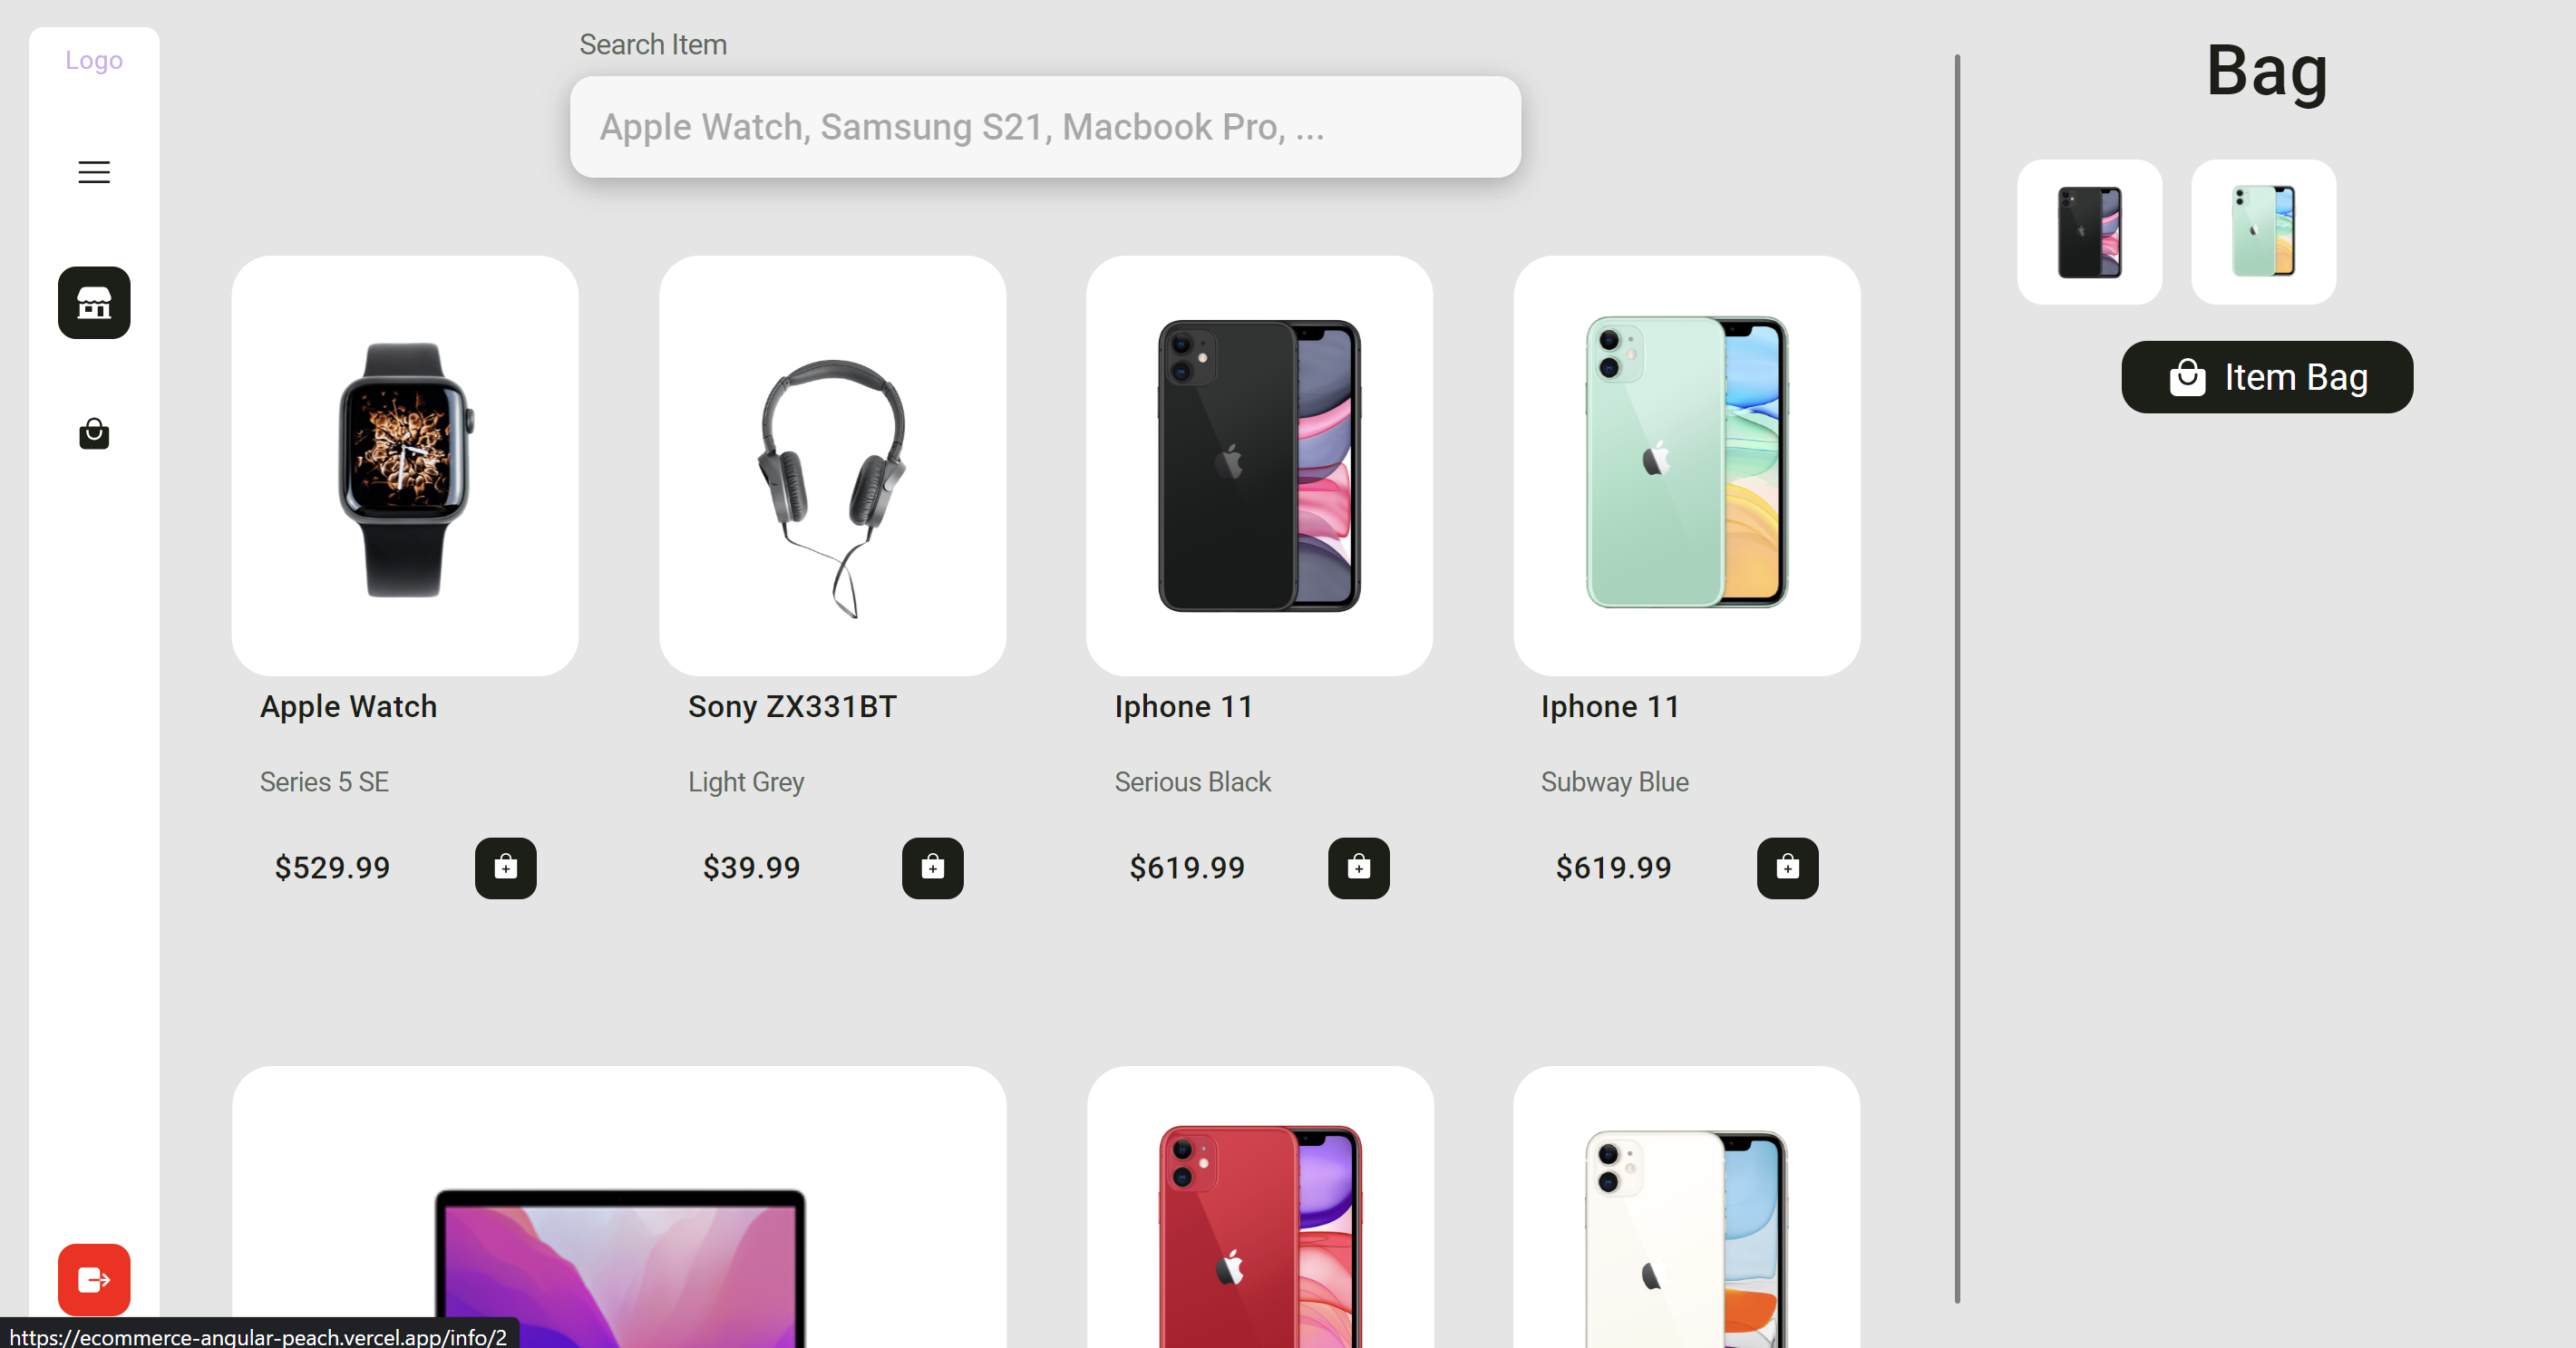 Logo
Search Item
Apple Watch, Samsung S21, Macbook Pro, ...
Bag
Item Bag
Apple Watch
Series 5 SE
$529.99
Sony ZX331BT
Light Grey
$39.99
Iphone 11
Serious Black
$619.99
Iphone 11
Subway Blue
$619.99
https://ecommerce-angular-peach.vercel.app/info/2